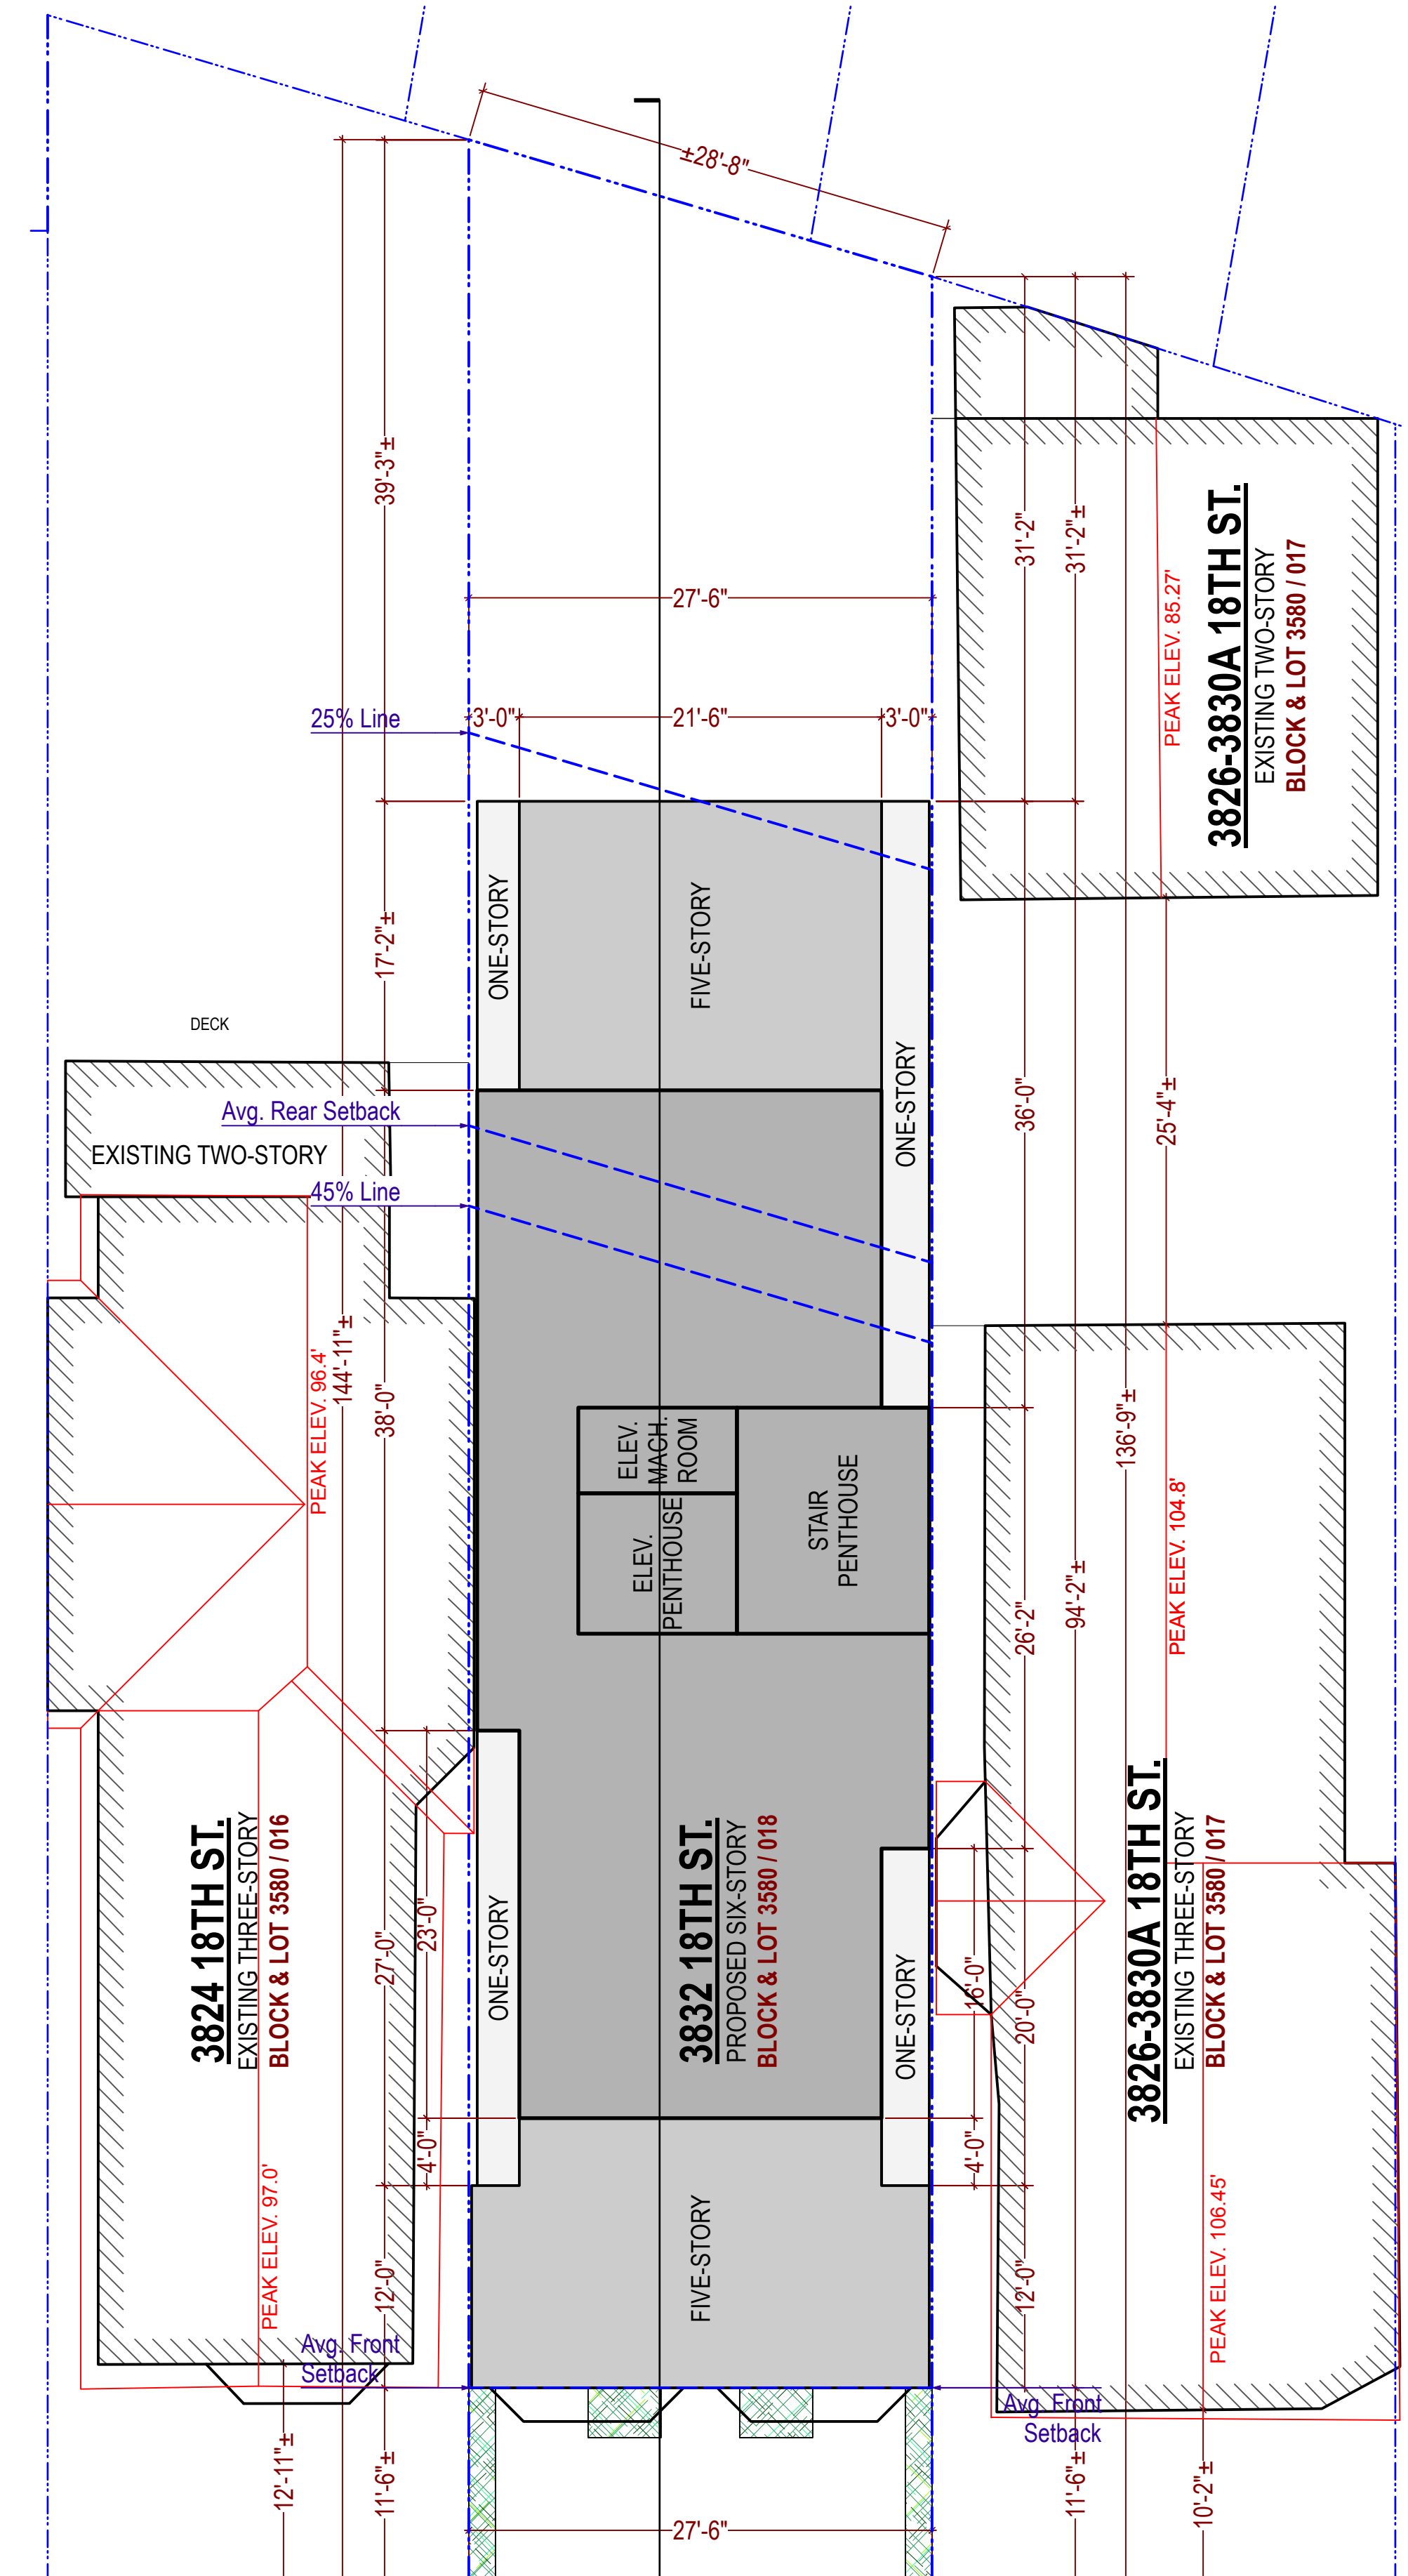 ±28'-8"
39'-3"±
31'-2"
31'-2"±
3826-3830A 18TH ST.
EXISTING TWO-STORY
BLOCK & LOT 3580 / 017
PEAK ELEV. 85.27'
27'-6"
25% Line
3'-0"
21'-6"
3'-0"
17'-2"±
ONE-STORY
FIVE-STORY
DECK
Avg. Rear Setback
EXISTING TWO-STORY
45% Line
ONE-STORY
36'-0"
25'-4"±
PEAK ELEV. 96.4'
144'-11"±
38'-0"
ELEV.
MACH.
ROOM
ELEV.
PENTHOUSE
STAIR
PENTHOUSE
136'-9"±
94'-2"±
26'-2"
PEAK ELEV. 104.8'
3824 18TH ST.
EXISTING THREE-STORY
BLOCK & LOT 3580 / 016
23'-0"
27'-0"
ONE-STORY
3832 18TH ST.
PROPOSED SIX-STORY
BLOCK & LOT 3580 / 018
ONE-STORY
16'-0"
20'-0"
3826-3830A 18TH ST.
EXISTING THREE-STORY
BLOCK & LOT 3580 / 017
4'-0"
4'-0"
PEAK ELEV. 97.0'
12'-0"
FIVE-STORY
12'-0"
PEAK ELEV. 106.45'
Avg. Front
Setback
Avg. Front
Setback
12'-11"±
11'-6"±
11'-6"±
10'-2"±
27'-6"